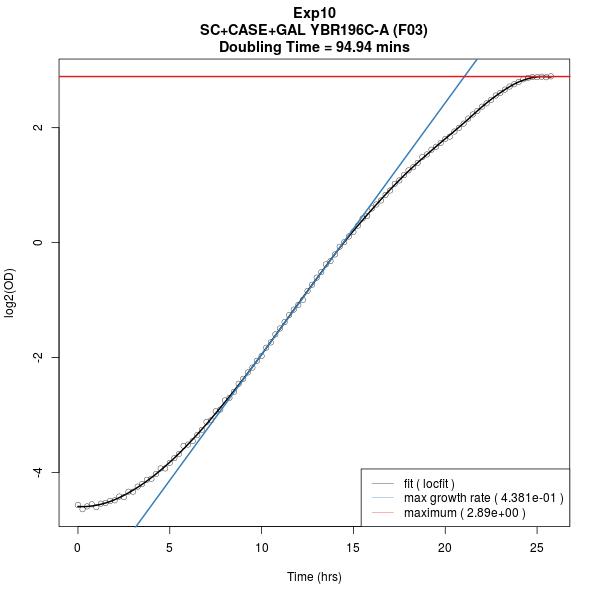 Exp10
SC+CASE+GAL YBR196C-A (F03)
Doubling Time = 94.94 mins
log2(OD)
2
0
-2
-4
fit ( locfit )
max growth rate ( 4.381e-01 )
maximum ( 2.89e+00 )
0 5 10 15 20 25
Time (hrs)